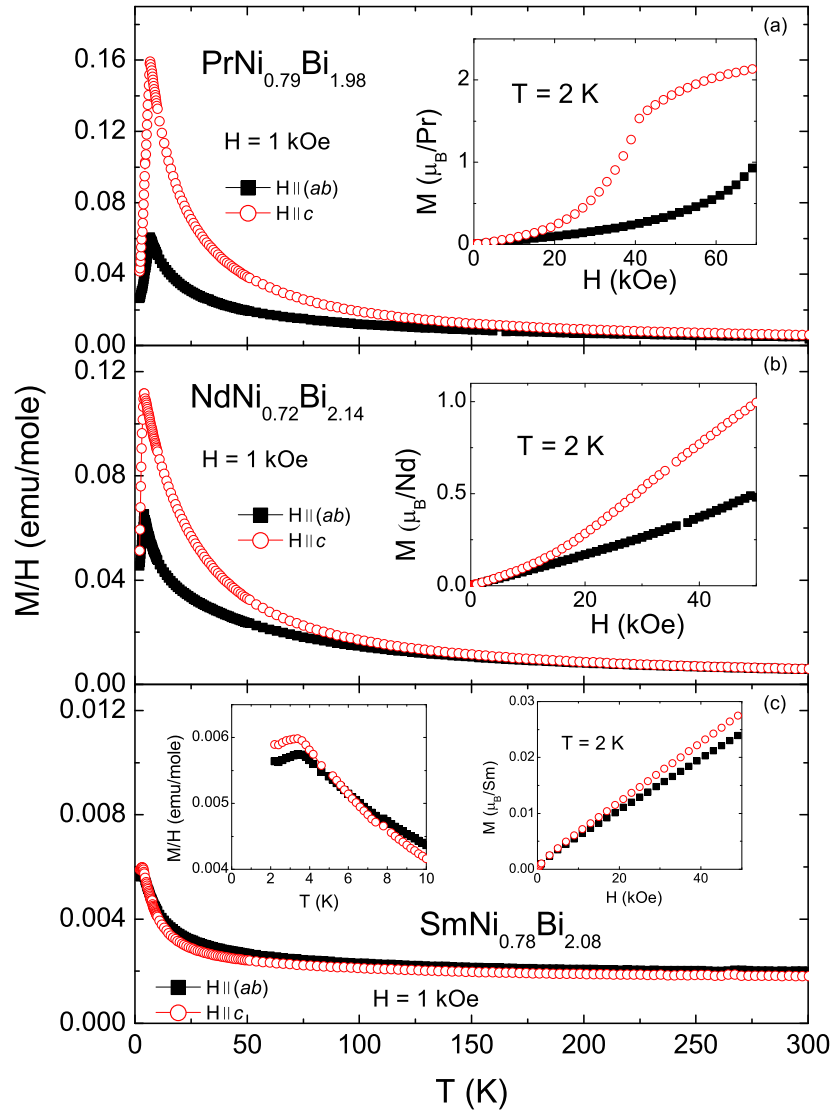 (a)
PrNi0.79Bi1.98
H = 1 kOe
H||(ab)
H||c
0.16
0.12
0.08
0.04
0.00
T = 2 K
M (μB/Pr)
2
1
0
0 20 40 60
H (kOe)
(b)
NdNi0.72Bi2.14
H = 1 kOe
H||(ab)
H||c
0.12
0.08
0.04
0.00
T = 2 K
M (μB/Nd)
1.0
0.5
0.0
0 20 40
H (kOe)
M/H (emu/mole)
(c)
0.012
0.008
0.004
0.000
M/H (emu/mole)
0.007
0.006
0.005
0.004
0 2 4 6 8 10
T (K)
T = 2 K
M (μB/Sm)
0.03
0.02
0.01
0.00
0 20 40
H (kOe)
SmNi0.78Bi2.08
H||(ab)
H||c
H = 1 kOe
0 50 100 150 200 250 300
T (K)